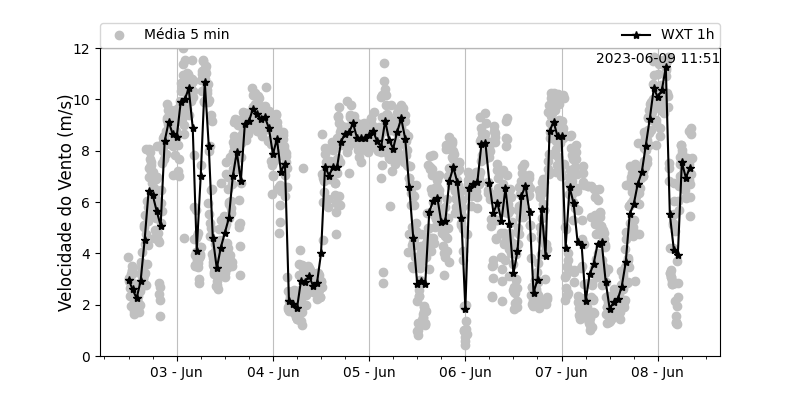 Média 5 min
WXT 1h
2023-06-09 11:51
Velocidade do Vento (m/s)
12
10
8
6
4
2
0
03 - Jun
04 - Jun
05 - Jun
06 - Jun
07 - Jun
08 - Jun